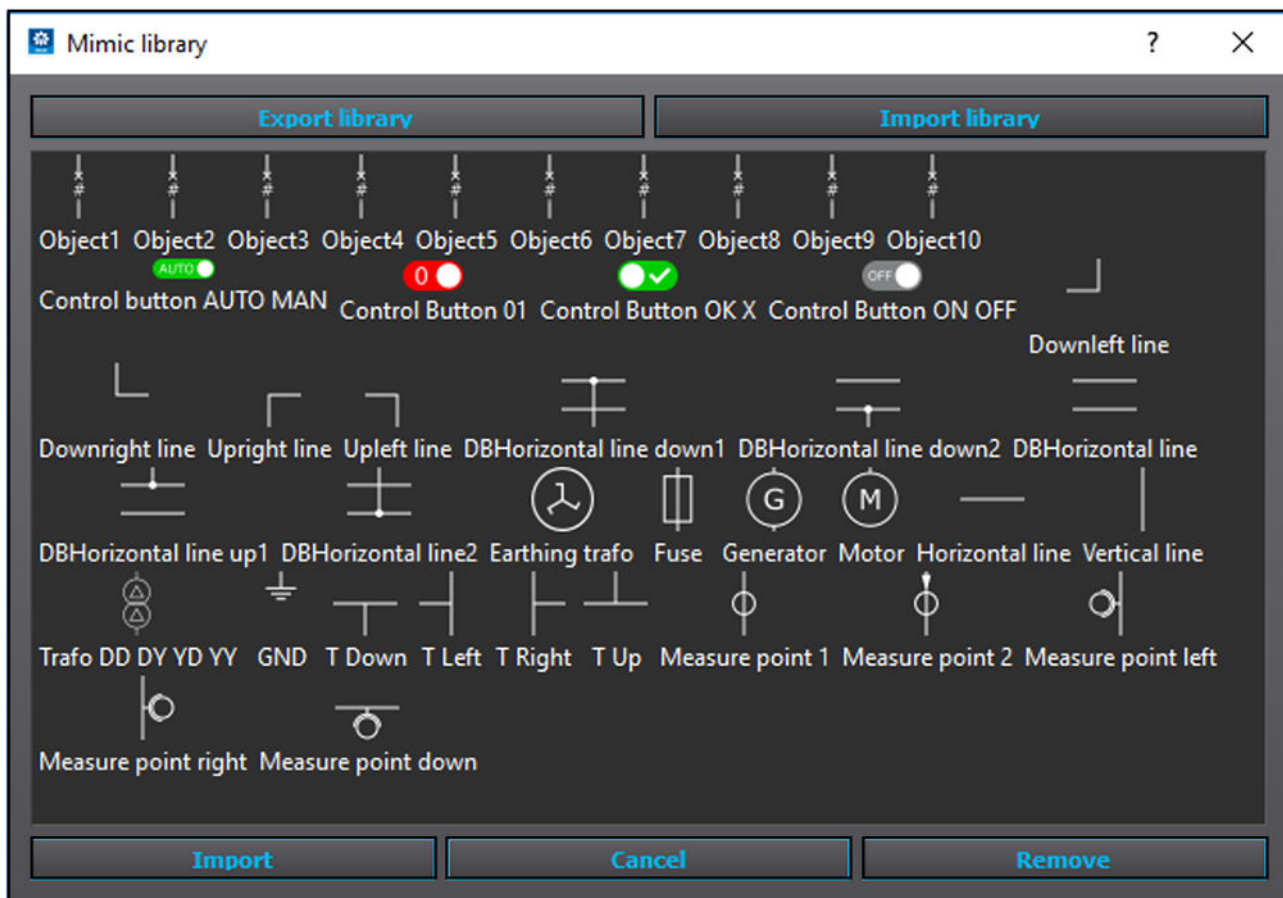 Mimic library ?
Export library Import library
# # # # # # # # # #
Object1 Object2 Object3 Object4 Object5 Object6 Object7 Object8 Object9 Object10
AUTO 0 OFF
Control button AUTO MAN Control Button 01 Control Button OK X Control Button ON OFF
Downleft line
Downright line Upright line Upleft line DBHorizontal line down1 DBHorizontal line down2 DBHorizontal line
G M
DBHorizontal line up1 DBHorizontal line2 Earthing trafo Fuse Generator Motor Horizontal line Vertical line
Trafo DD DY YD YY GND T Down T Left T Right T Up Measure point 1 Measure point 2 Measure point left
Measure point right Measure point down
Import Cancel Remove